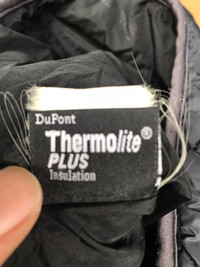 DuPont
Thermolite®
PLUS
Insulation